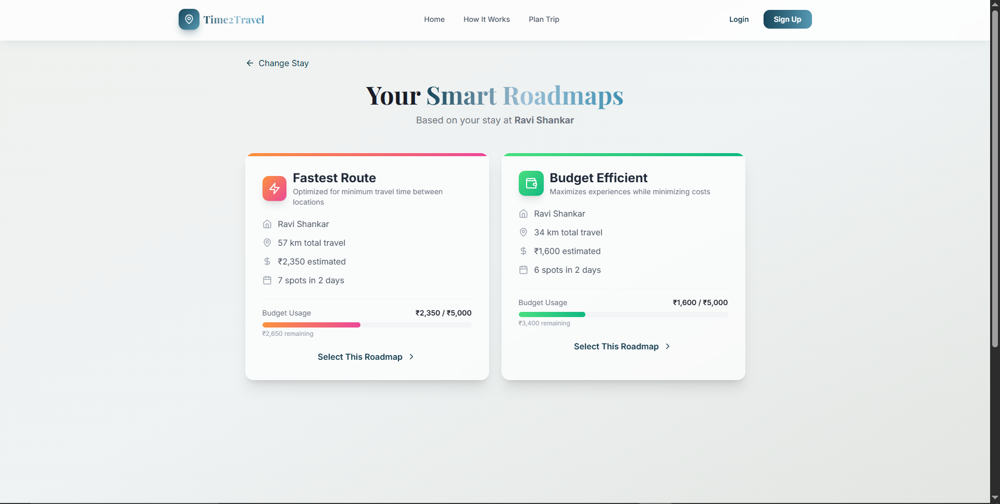 Time2Travel
Home
How It Works
Plan Trip
Login
Sign Up
Change Stay
Your Smart Roadmaps
Based on your stay at Ravi Shankar
Fastest Route
Optimized for minimum travel time between
locations
Ravi Shankar
57 km total travel
₹2,350 estimated
7 spots in 2 days
Budget Usage
₹2,350 / ₹5,000
₹2,650 remaining
Select This Roadmap
Budget Efficient
Maximizes experiences while minimizing costs
Ravi Shankar
34 km total travel
₹1,600 estimated
6 spots in 2 days
Budget Usage
₹1,600 / ₹5,000
₹3,400 remaining
Select This Roadmap